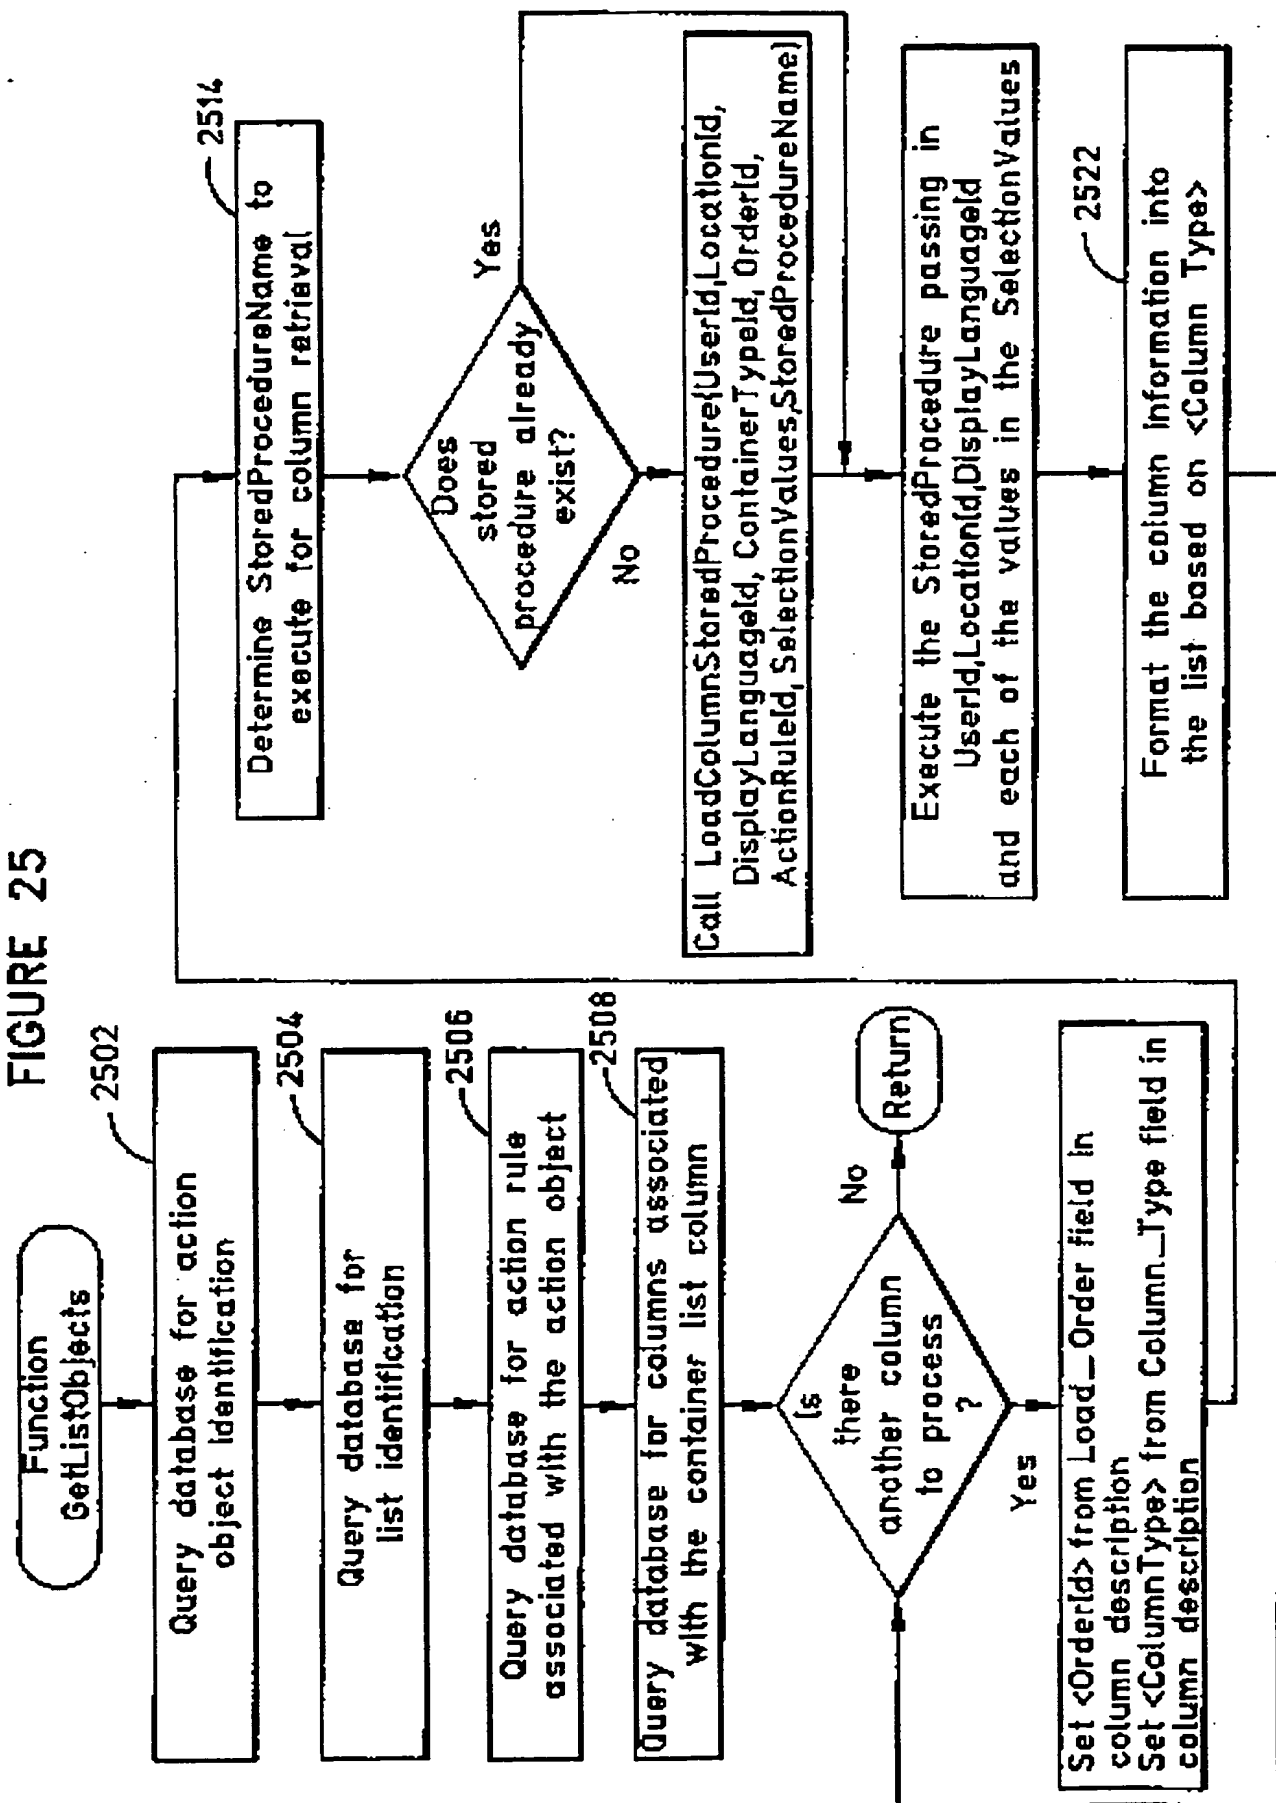 FIGURE 25
Function
GetListObjects
2502
Query database for action
object identification
2504
Query database for
list identification
2506
Query database for action rule
associated with the action object
2508
Query database for columns associated
with the container list column
Is
there
another column
to process
?
No
Return
Yes
Set <OrderId> from Load_Order field in
column description
Set <ColumnType> from Column_Type field in
column description
2514
Determine StoredProcedureName to
execute for column retrieval
Does
stored
procedure already
exist?
Yes
No
Call LoadColumnStoredProcedure(UserId,LocationId,
DisplayLanguageId, ContainerTypeId, OrderId,
ActionRuleId,SelectionValues,StoredProcedureName)
Execute the StoredProcedure passing in
UserId,LocationId,DisplayLanguageId
and each of the values in the SelectionValues
2522
Format the column information into
the list based on <Column Type>